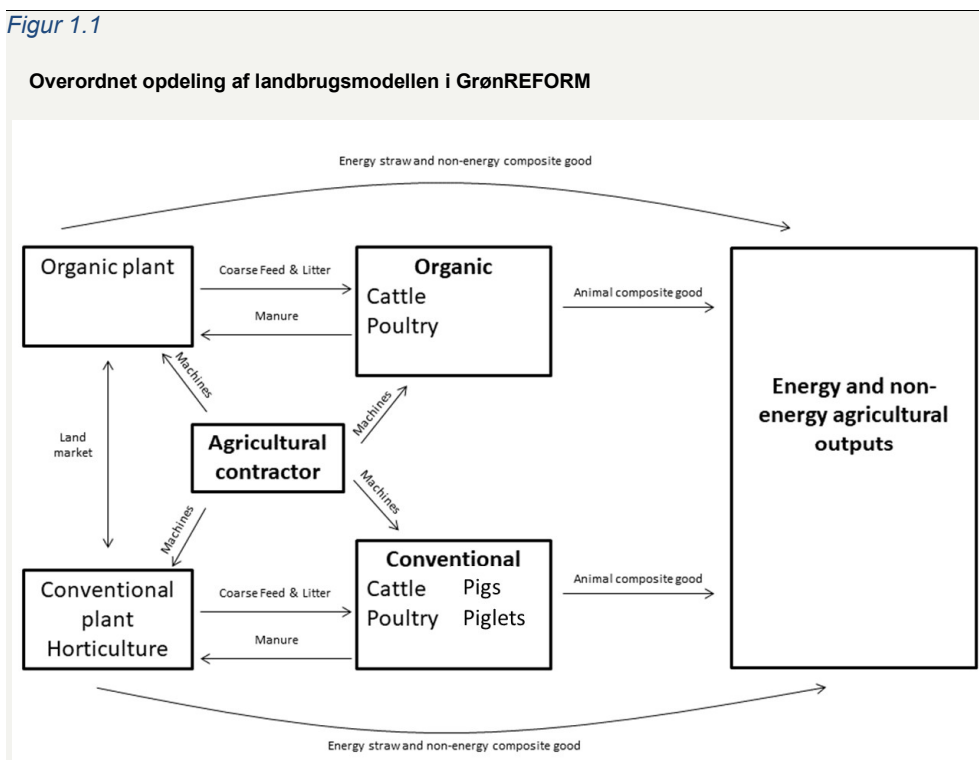 Figur 1.1
Overordnet opdeling af landbrugsmodellen i GrønREFORM
Energy straw and non-energy composite good
Organic plant
Coarse Feed & Litter
Manure
Organic
Cattle
Poultry
Animal composite good
Machines
Machines
Land
market
Agricultural
contractor
Energy and non-
energy agricultural
outputs
Machines
Machines
Conventional
plant
Horticulture
Coarse Feed & Litter
Manure
Conventional
Cattle Pigs
Poultry Piglets
Animal composite good
Energy straw and non-energy composite good